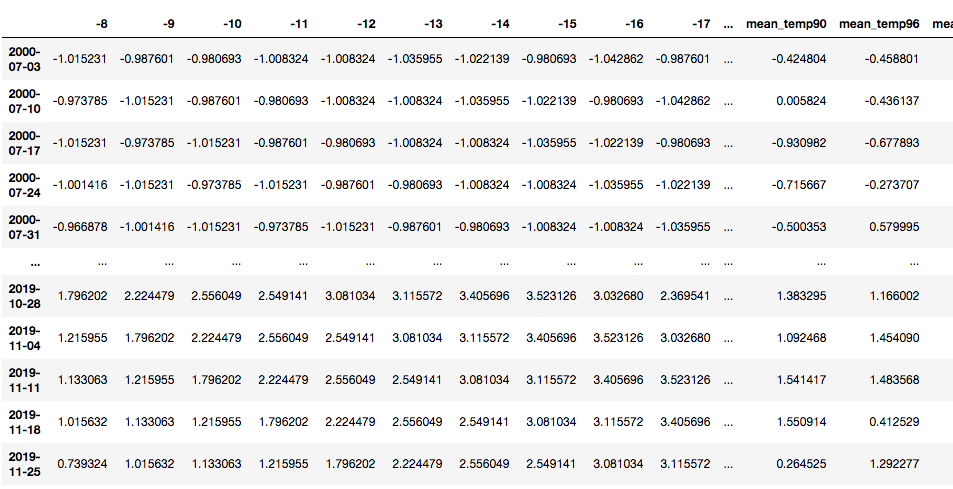 -8 -9 -10 -11 -12 -13 -14 -15 -16 -17 ... mean_temp90 mean_temp96 mea
2000-
07-03 -1.015231 -0.987601 -0.980693 -1.008324 -1.008324 -1.035955 -1.022139 -0.980693 -1.042862 -0.987601 ... -0.424804 -0.458801
2000-
07-10 -0.973785 -1.015231 -0.987601 -0.980693 -1.008324 -1.008324 -1.035955 -1.022139 -0.980693 -1.042862 ... 0.005824 -0.436137
2000-
07-17 -1.015231 -0.973785 -1.015231 -0.987601 -0.980693 -1.008324 -1.008324 -1.035955 -1.022139 -0.980693 ... -0.930982 -0.677893
2000-
07-24 -1.001416 -1.015231 -0.973785 -1.015231 -0.987601 -0.980693 -1.008324 -1.008324 -1.035955 -1.022139 ... -0.715667 -0.273707
2000-
07-31 -0.966878 -1.001416 -1.015231 -0.973785 -1.015231 -0.987601 -0.980693 -1.008324 -1.008324 -1.035955 ... -0.500353 0.579995
... ... ... ... ... ... ... ... ... ... ... ... ... ...
2019-
10-28 1.796202 2.224479 2.556049 2.549141 3.081034 3.115572 3.405696 3.523126 3.032680 2.369541 ... 1.383295 1.166002
2019-
11-04 1.215955 1.796202 2.224479 2.556049 2.549141 3.081034 3.115572 3.405696 3.523126 3.032680 ... 1.092468 1.454090
2019-
11-11 1.133063 1.215955 1.796202 2.224479 2.556049 2.549141 3.081034 3.115572 3.405696 3.523126 ... 1.541417 1.483568
2019-
11-18 1.015632 1.133063 1.215955 1.796202 2.224479 2.556049 2.549141 3.081034 3.115572 3.405696 ... 1.550914 0.412529
2019-
11-25 0.739324 1.015632 1.133063 1.215955 1.796202 2.224479 2.556049 2.549141 3.081034 3.115572 ... 0.264525 1.292277